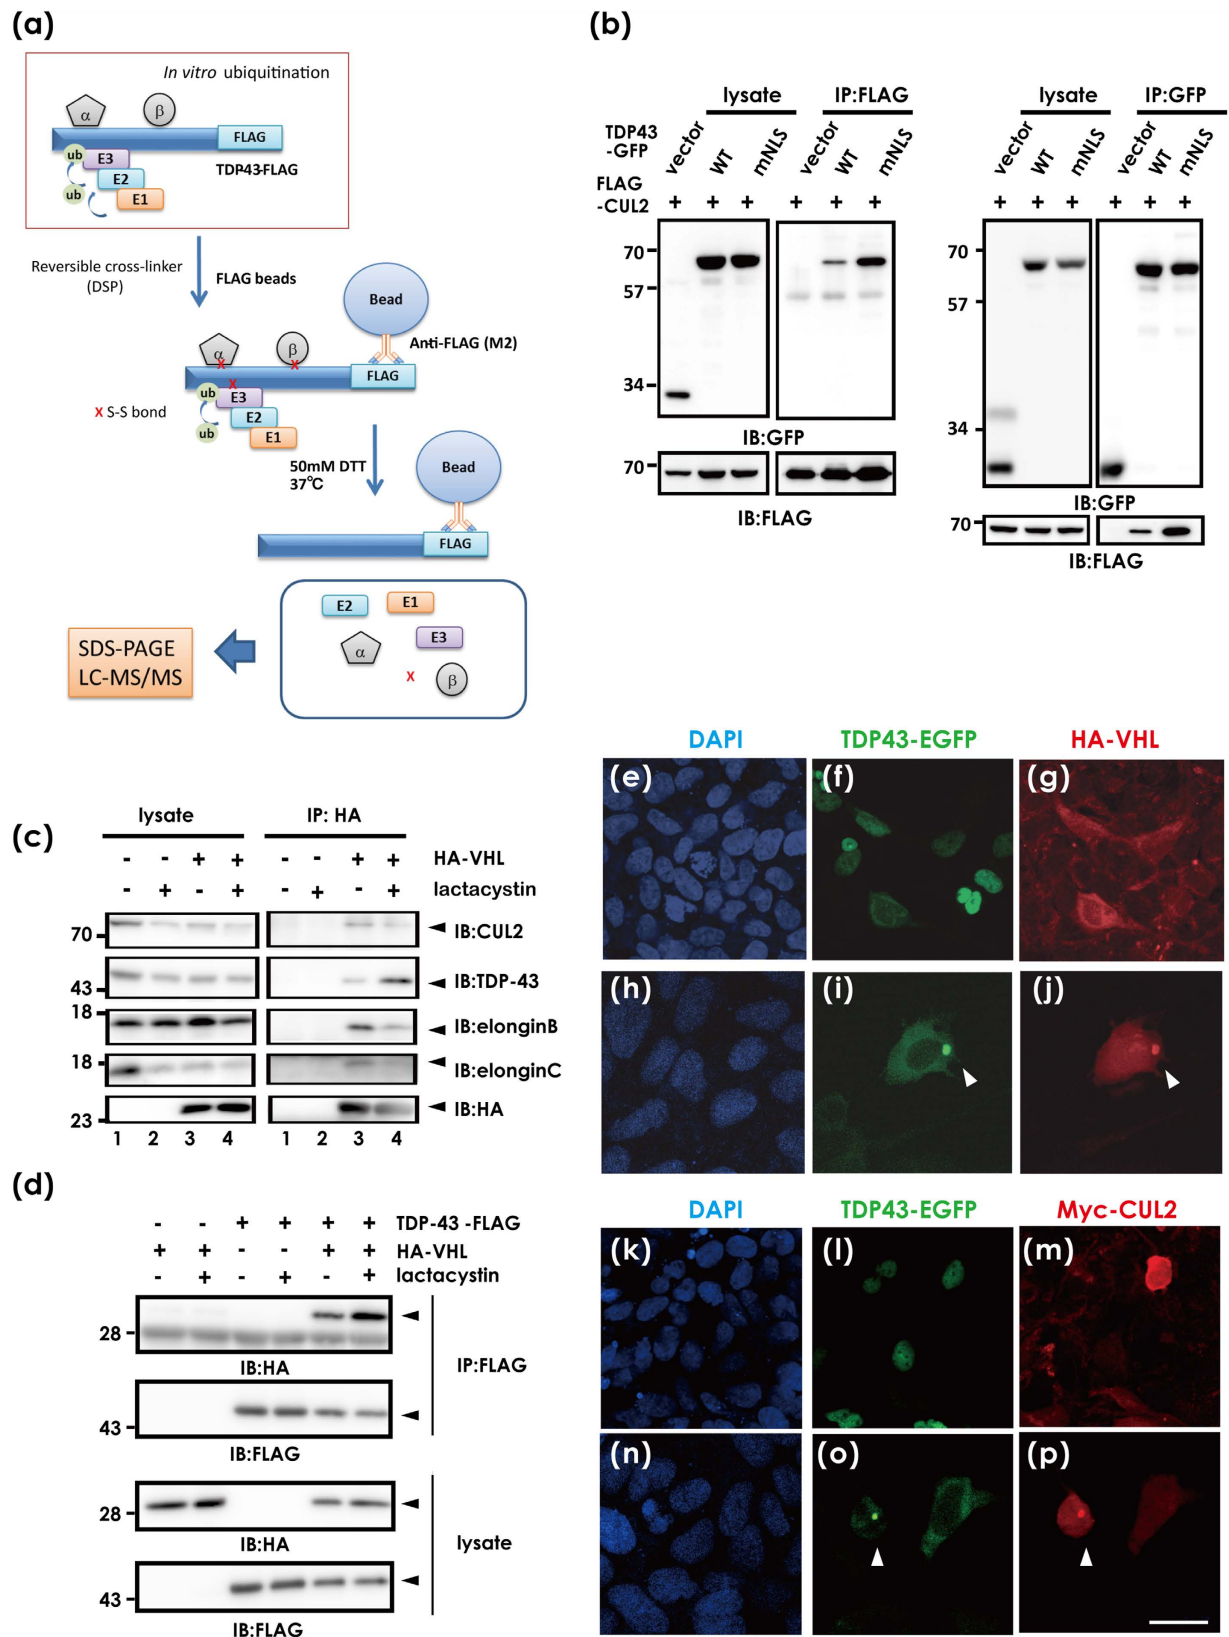 (a)
In vitro ubiquitination
α
β
FLAG
TDP43-FLAG
ub
E3
E2
ub
E1
Reversible cross-linker
(DSP)
FLAG beads
Bead
Anti-FLAG (M2)
α
β
FLAG
ub
E3
X S-S bond
ub
E2
E1
50mM DTT
37℃
Bead
FLAG
E2
E1
E3
α
X
β
SDS-PAGE
LC-MS/MS
(b)
lysate IP:FLAG
TDP43
-GFP
vector WT mNLS vector WT mNLS
FLAG
-CUL2 + + + + + +
70
57
34
IB:GFP
70
IB:FLAG
lysate IP:GFP
vector WT mNLS vector WT mNLS
+ + + + + +
70
57
34
IB:GFP
70
IB:FLAG
(c)
lysate IP: HA
- - + + - - + + HA-VHL
- + - + - + - + lactacystin
70 IB:CUL2
43 IB:TDP-43
18 IB:elonginB
18 IB:elonginC
23 IB:HA
1 2 3 4 1 2 3 4
(d)
- - + + + + TDP-43 -FLAG
+ + - - + + HA-VHL
- + - + - + lactacystin
28
IB:HA
IP:FLAG
43
IB:FLAG
28
IB:HA
lysate
43
IB:FLAG
DAPI TDP43-EGFP HA-VHL
(e) (f) (g)
(h) (i) (j)
DAPI TDP43-EGFP Myc-CUL2
(k) (l) (m)
(n) (o) (p)